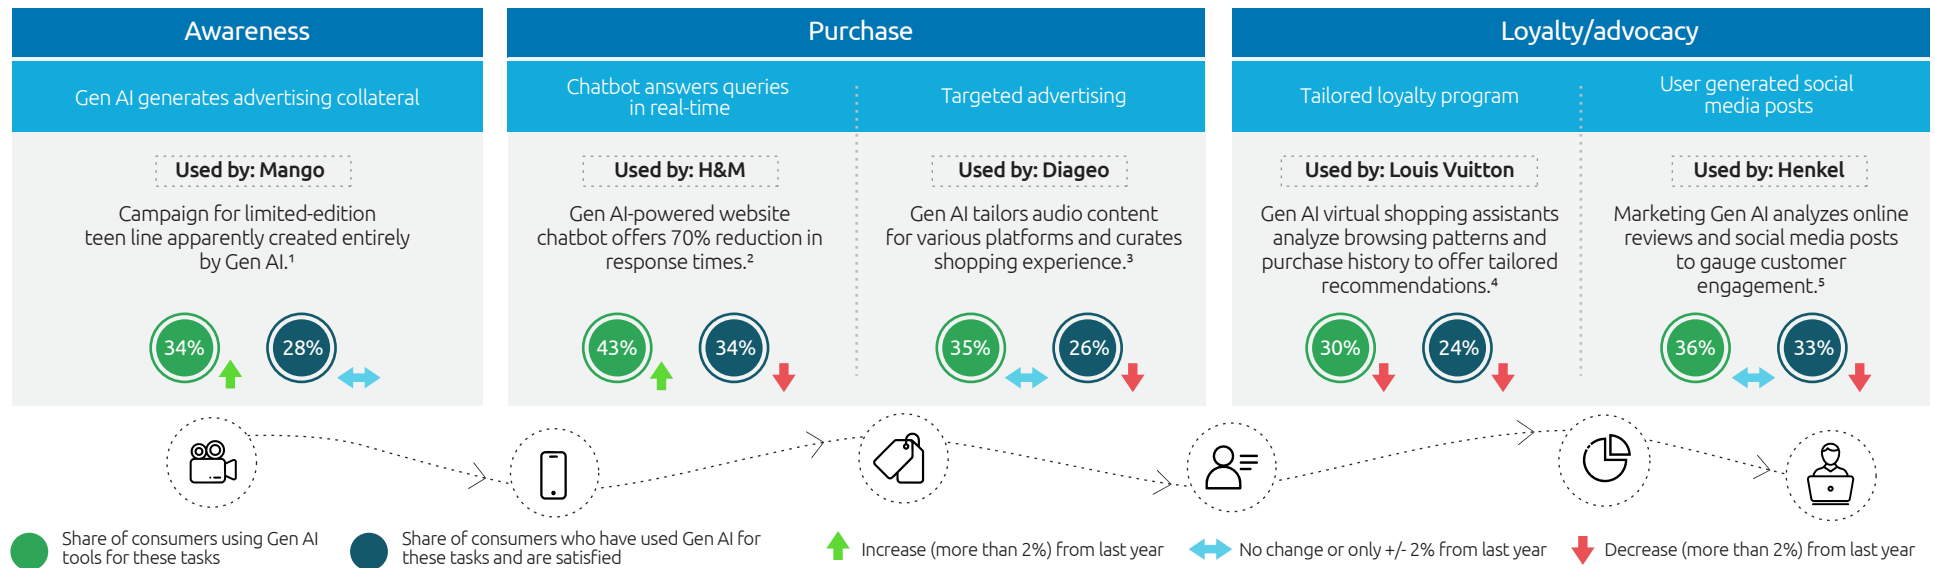 Awareness
Gen AI generates advertising collateral
Used by: Mango
Campaign for limited-edition
teen line apparently created entirely
by Gen AI.¹
34%
28%
Purchase
Chatbot answers queries
in real-time
Used by: H&M
Gen AI-powered website
chatbot offers 70% reduction in
response times.²
43%
34%
Targeted advertising
Used by: Diageo
Gen AI tailors audio content
for various platforms and curates
shopping experience.³
35%
26%
Loyalty/advocacy
Tailored loyalty program
Used by: Louis Vuitton
Gen AI virtual shopping assistants
analyze browsing patterns and
purchase history to offer tailored
recommendations.⁴
30%
24%
User generated social
media posts
Used by: Henkel
Marketing Gen AI analyzes online
reviews and social media posts
to gauge customer
engagement.⁵
36%
33%
Share of consumers using Gen AI
tools for these tasks
Share of consumers who have used Gen AI for
these tasks and are satisfied
Increase (more than 2%) from last year
No change or only +/- 2% from last year
Decrease (more than 2%) from last year